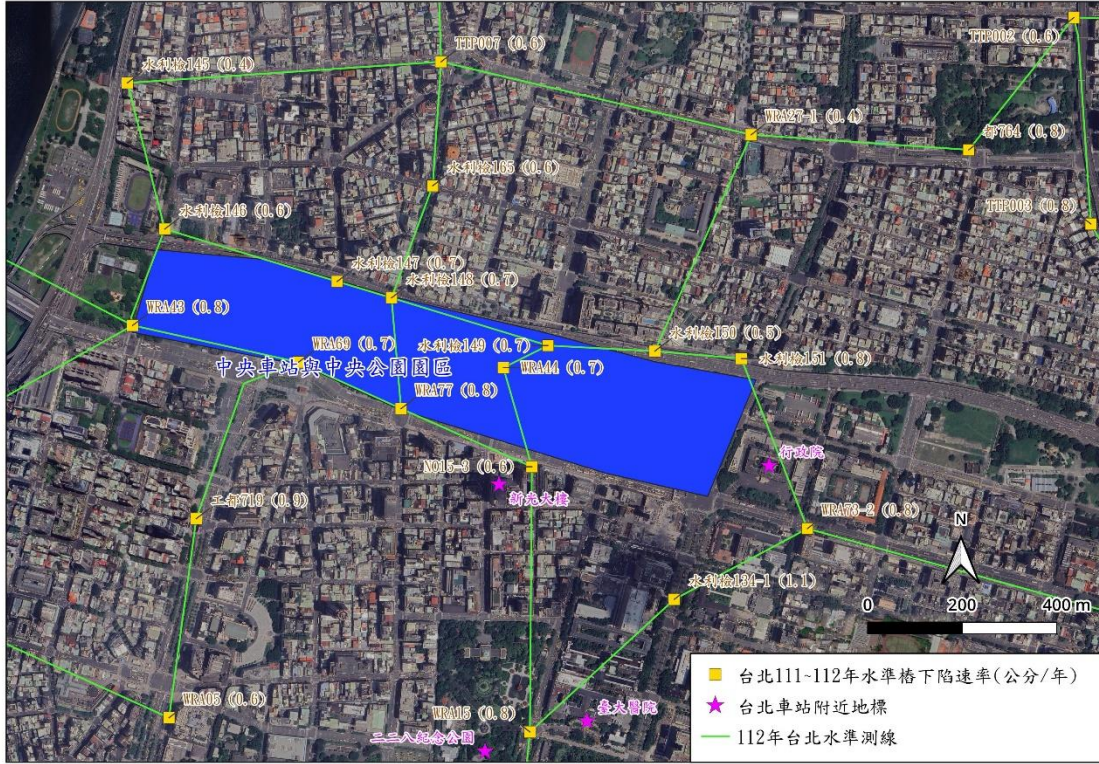 TTP002 (0.6)
TTP007 (0.6)
水利檢145 (0.4)
WRA27-1 (0.4)
都764 (0.8)
水利檢165 (0.6)
水利檢146 (0.6)
TTP003 (0.8)
水利檢147 (0.7)
水利檢148 (0.7)
WRA43 (0.8)
水利檢150 (0.5)
WRA69 (0.7)
水利檢149 (0.7)
水利檢151 (0.8)
中央車站與中央公園園區
WRA44 (0.7)
WRA77 (0.8)
行政院
NO15-3 (0.6)
新光大樓
工都719 (0.9)
WRA73-2 (0.8)
N
水利檢134-1 (1.1)
0 200 400 m
台北111~112年水準樁下陷速率(公分/年)
WRA05 (0.6)
台北車站附近地標
WRA15 (0.8)
臺大醫院
二二八紀念公園
112年台北水準測線